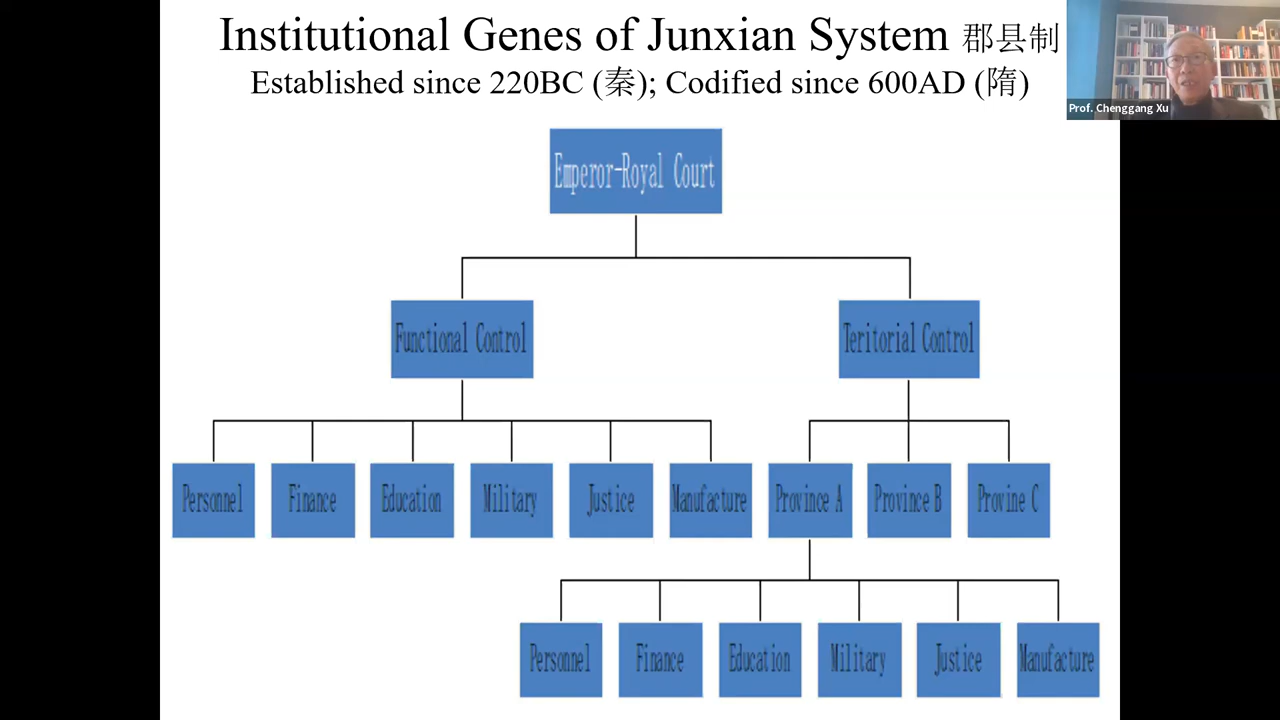 Institutional Genes of Junxian System 郡县制
Established since 220BC (秦); Codified since 600AD (隋)
Prof. Chenggang Xu
Emperor-Royal Court
Functional Control
Teritorial Control
Personnel
Finance
Education
Military
Justice
Manufacture
Province A
Province B
Provine C
Personnel
Finance
Education
Military
Justice
Manufacture